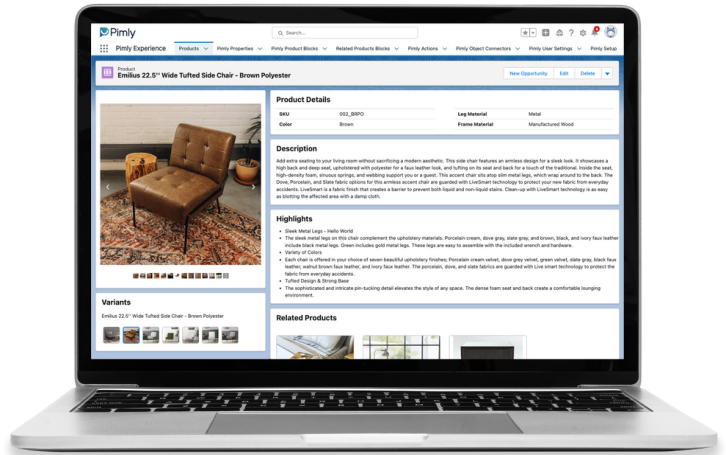 Pimly
Search...
Pimly Experience Products Pimly Properties Pimly Product Blocks Related Products Blocks Pimly Actions Pimly Object Connectors Pimly User Settings Pimly Setup
Product
Emilius 22.5'' Wide Tufted Side Chair - Brown Polyester
New Opportunity Edit Delete
Product Details
SKU 002_BRPO Leg Material Metal
Color Brown Frame Material Manufactured Wood
Description
Add extra seating to your living room without sacrificing a modern aesthetic. This side chair features an armless design for a sleek look. It showcases a
high back and deep seat, upholstered with polyester for a faux leather look, and tufting on its seat and back for a touch of the traditional. Inside the seat,
high-density foam, sinuous springs, and webbing support you or a guest. This accent chair sits atop slim metal legs, which wrap around to the back. The
Dove, Porcelain, and Slate fabric options for this armless accent chair are guarded with LiveSmart technology to protect your new fabric from everyday
accidents. LiveSmart is a fabric finish that creates a barrier to prevent both liquid and non-liquid stains. Clean-up with LiveSmart technology is as easy
as blotting the affected area with a damp cloth.
Highlights
Sleek Metal Legs - Hello World
The sleek metal legs on this chair complement the upholstery materials. Porcelain cream, dove gray, slate gray, and brown, black, and ivory faux leather
include black metal legs. Green includes gold metal legs. These legs are easy to assemble with the included wrench and hardware.
Variety of Colors
Each chair is offered in your choice of seven beautiful upholstery finishes; Porcelain cream velvet, dove grey velvet, green velvet, slate gray, black faux
leather, walnut brown faux leather, and ivory faux leather. The porcelain, dove, and slate fabrics are guarded with Live smart technology to protect the
fabric from everyday accidents.
Tufted Design & Strong Base
The sophisticated and intricate pin-tucking detail elevates the style of any space. The dense foam seat and back create a comfortable lounging
environment.
Variants
Emilius 22.5'' Wide Tufted Side Chair - Brown Polyester
Related Products